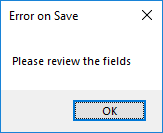 Error on Save
Please review the fields
OK